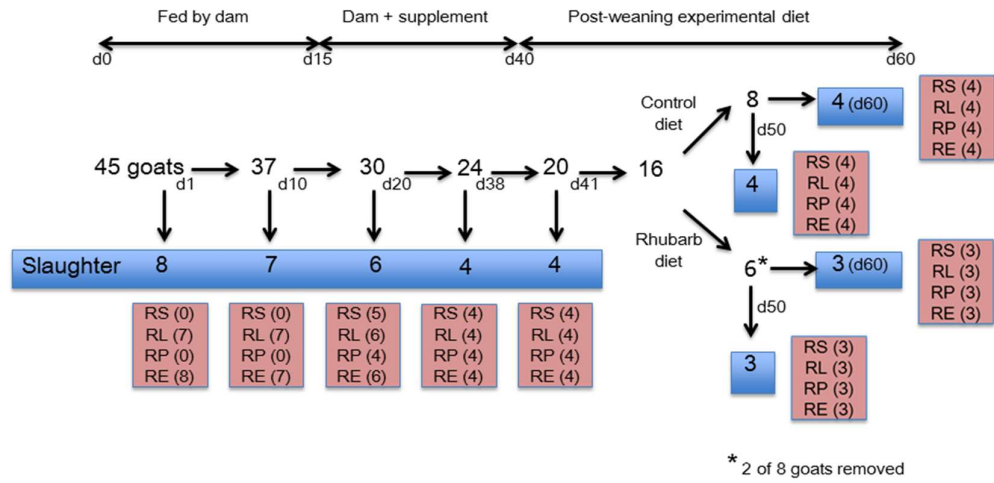 Fed by dam
Dam + supplement
Post-weaning experimental diet
d0
d15
d40
d60
45 goats
d1
37
d10
30
d20
24
d38
20
d41
16
Slaughter
8
7
6
4
4
RS (0)
RL (7)
RP (0)
RE (8)
RS (0)
RL (7)
RP (0)
RE (7)
RS (5)
RL (6)
RP (4)
RE (6)
RS (4)
RL (4)
RP (4)
RE (4)
RS (4)
RL (4)
RP (4)
RE (4)
Control
diet
8
4 (d60)
RS (4)
RL (4)
RP (4)
RE (4)
d50
4
RS (4)
RL (4)
RP (4)
RE (4)
Rhubarb
diet
6*
3 (d60)
RS (3)
RL (3)
RP (3)
RE (3)
d50
3
RS (3)
RL (3)
RP (3)
RE (3)
* 2 of 8 goats removed